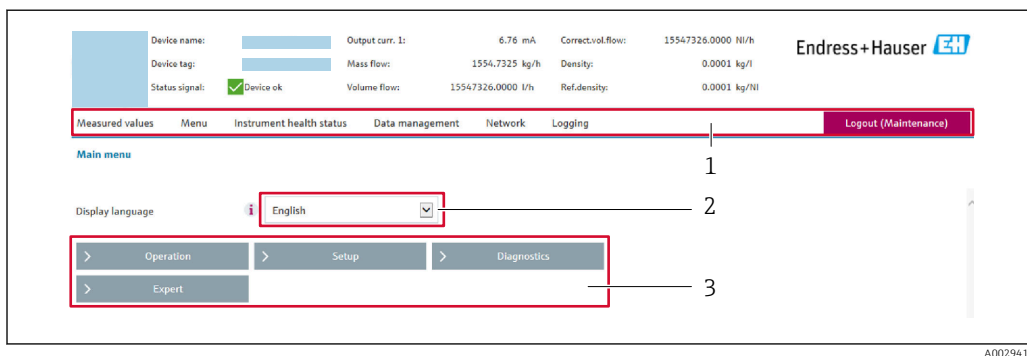 Device name: Output curr. 1: 6.76 mA Correct.vol.flow: 15547326.0000 Nl/h
Endress+Hauser EH
Device tag: Mass flow: 1554.7325 kg/h Density: 0.0001 kg/l
Status signal: Device ok Volume flow: 15547326.0000 l/h Ref.density: 0.0001 kg/Nl
Measured values Menu Instrument health status Data management Network Logging Logout (Maintenance)
1
Main menu
Display language i English 2
> Operation > Setup > Diagnostics
> Expert 3